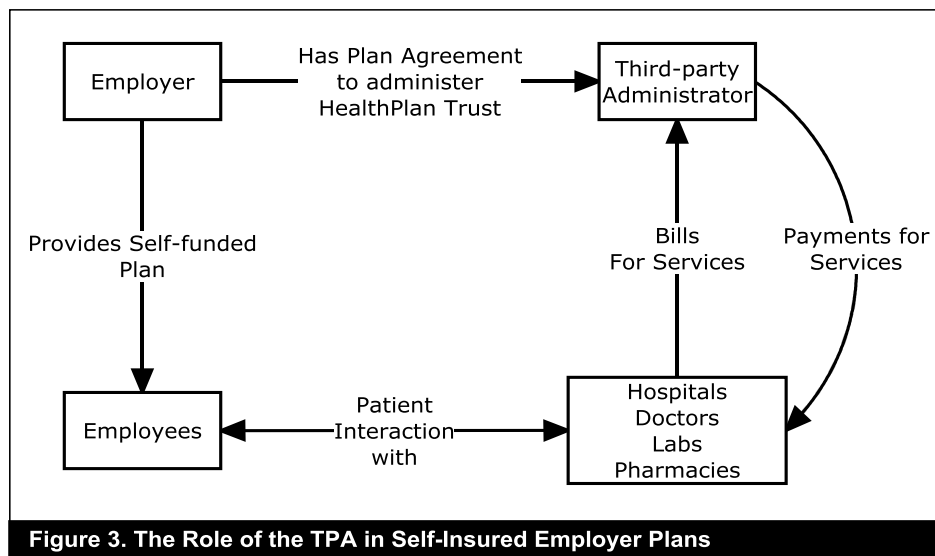 Employer
Has Plan Agreement
to administer
HealthPlan Trust
Third-party
Administrator
Provides Self-funded
Plan
Bills
For Services
Payments for
Services
Employees
Patient
Interaction
with
Hospitals
Doctors
Labs
Pharmacies
Figure 3. The Role of the TPA in Self-Insured Employer Plans